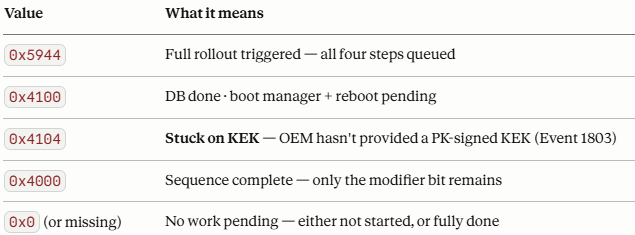 Value What it means
0x5944 Full rollout triggered — all four steps queued
0x4100 DB done · boot manager + reboot pending
0x4104 Stuck on KEK — OEM hasn't provided a PK-signed KEK (Event 1803)
0x4000 Sequence complete — only the modifier bit remains
0x0 (or missing) No work pending — either not started, or fully done